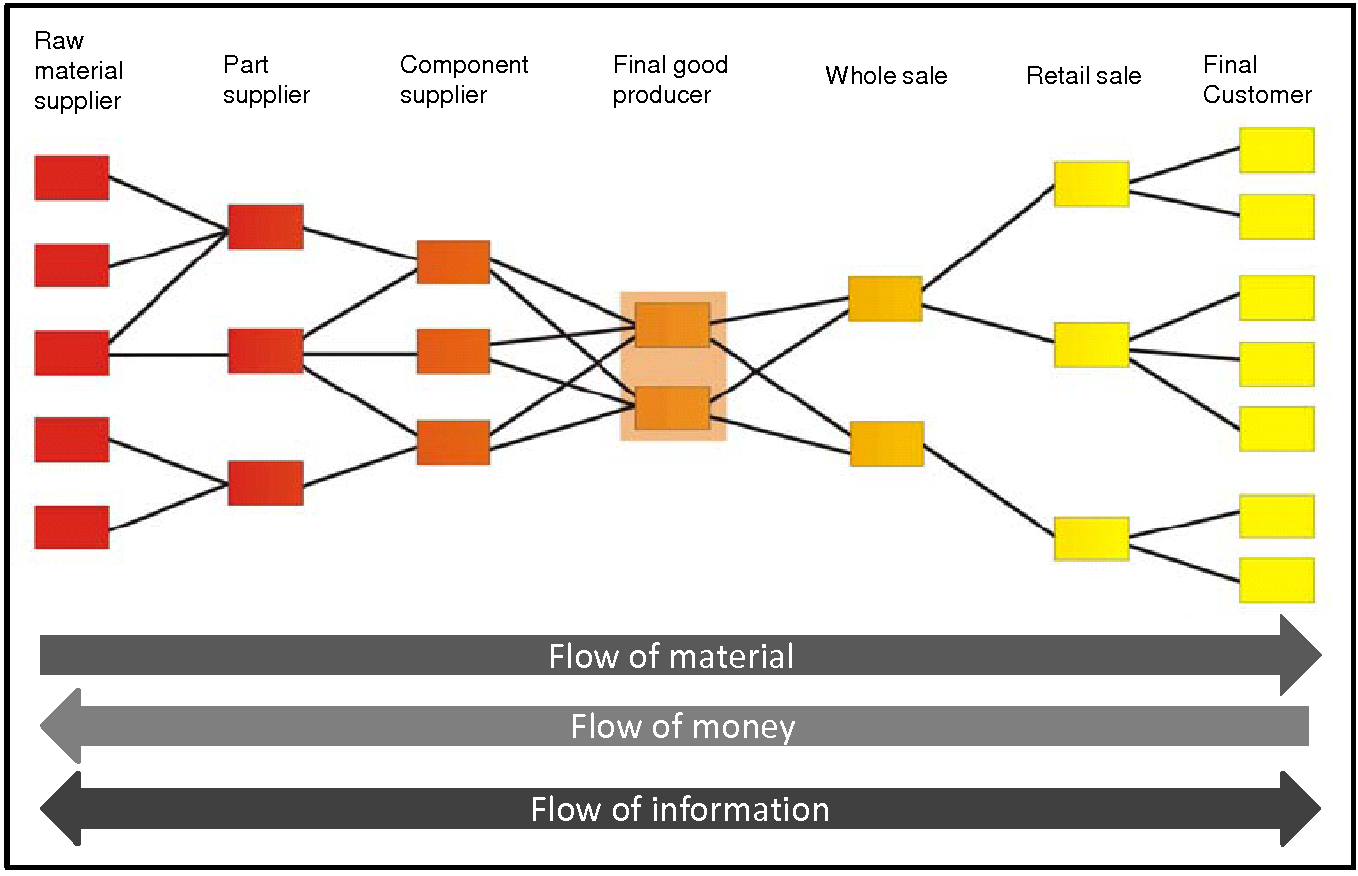 Raw
material
supplier
Part
supplier
Component
supplier
Final good
producer
Whole sale
Retail sale
Final
Customer
Flow of material
Flow of money
Flow of information